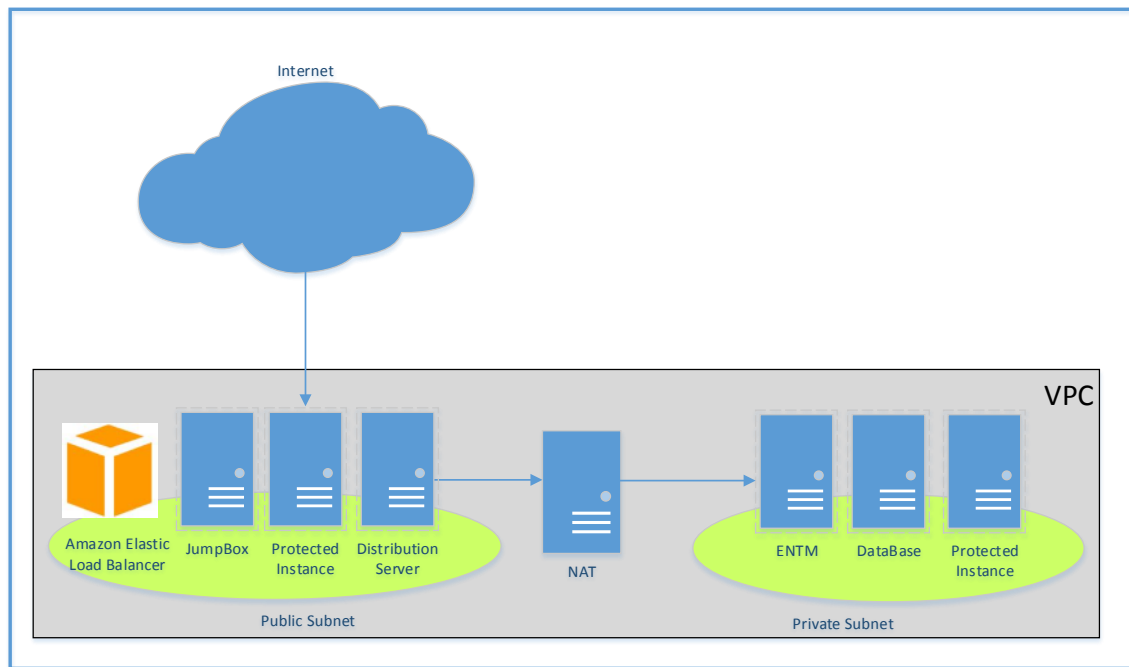 Internet
VPC
Amazon Elastic
Load Balancer
JumpBox
Protected
Instance
Distribution
Server
NAT
ENTM
DataBase
Protected
Instance
Public Subnet
Private Subnet